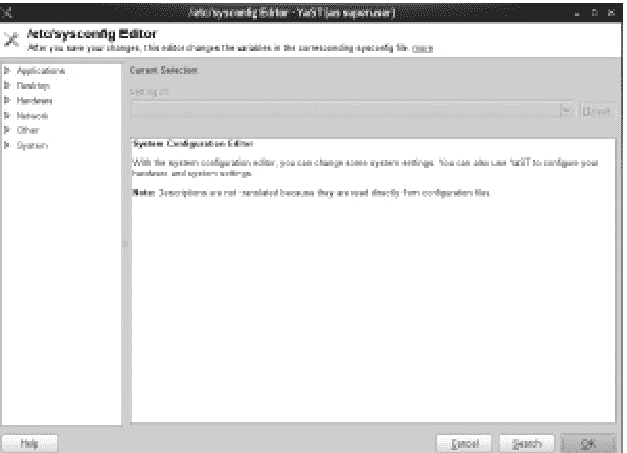 /etc/sysconfig Editor - YaST (as superuser)
/etc/sysconfig Editor
After you save your changes, this editor changes the variables in the corresponding sysconfig file. more
Applications
Desktop
Hardware
Network
Other
System
Current Selection:
Setting of:
Default
System Configuration Editor
With the system configuration editor, you can change some system settings. You can also use YaST to configure your
hardware and system settings.
Note: Descriptions are not translated because they are read directly from configuration files.
Help
Cancel
Search
OK